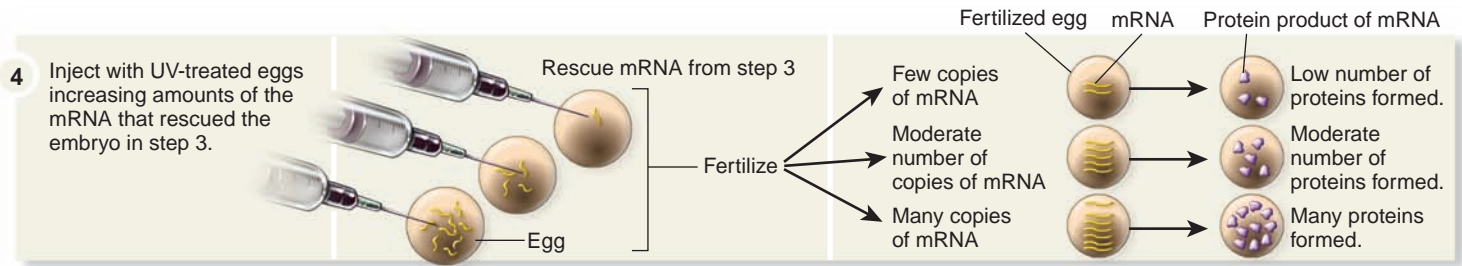 Fertilized egg
mRNA
Protein product of mRNA
4
Inject with UV-treated eggs
increasing amounts of the
mRNA that rescued the
embryo in step 3.
Rescue mRNA from step 3
Egg
Fertilize
Few copies
of mRNA
Low number of
proteins formed.
Moderate
number of
copies of mRNA
Moderate
number of
proteins formed.
Many copies
of mRNA
Many proteins
formed.